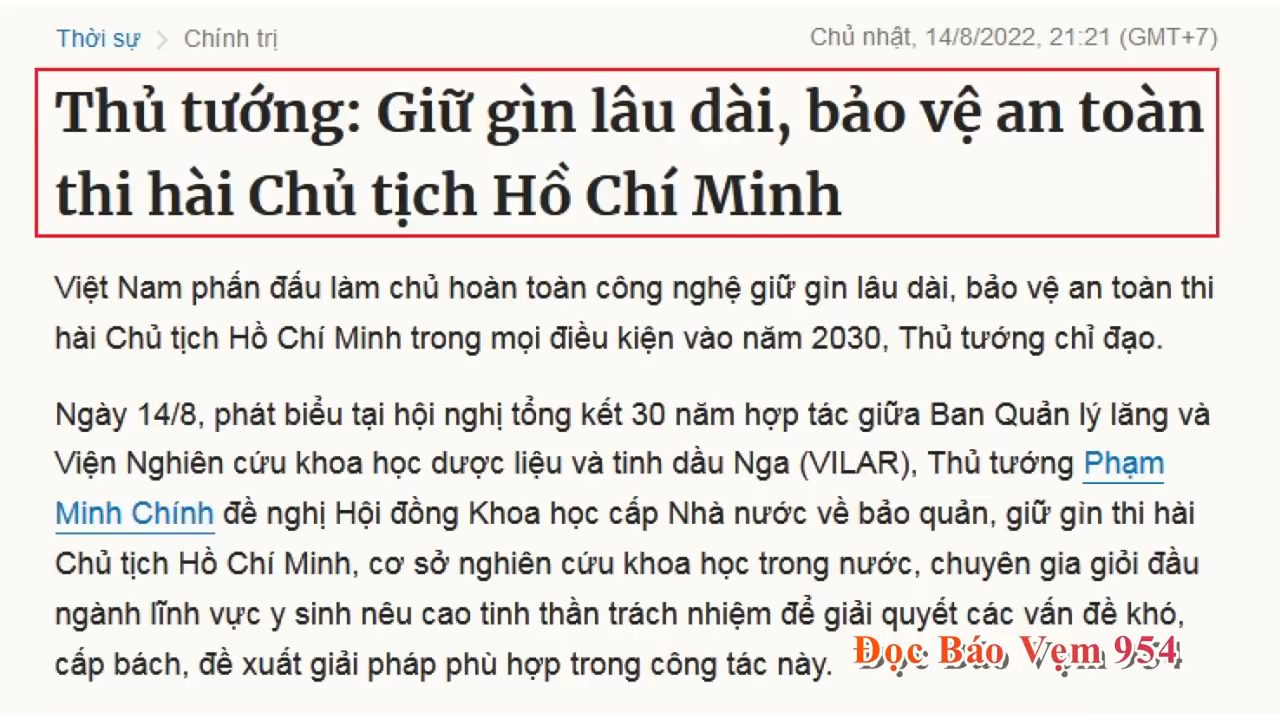 Thời sự > Chính trị
Chủ nhật, 14/8/2022, 21:21 (GMT+7)
Thủ tướng: Giữ gìn lâu dài, bảo vệ an toàn
thi hài Chủ tịch Hồ Chí Minh
Việt Nam phấn đấu làm chủ hoàn toàn công nghệ giữ gìn lâu dài, bảo vệ an toàn thi
hài Chủ tịch Hồ Chí Minh trong mọi điều kiện vào năm 2030, Thủ tướng chỉ đạo.
Ngày 14/8, phát biểu tại hội nghị tổng kết 30 năm hợp tác giữa Ban Quản lý lăng và
Viện Nghiên cứu khoa học dược liệu và tinh dầu Nga (VILAR), Thủ tướng Phạm
Minh Chính đề nghị Hội đồng Khoa học cấp Nhà nước về bảo quản, giữ gìn thi hài
Chủ tịch Hồ Chí Minh, cơ sở nghiên cứu khoa học trong nước, chuyên gia giỏi đầu
ngành lĩnh vực y sinh nêu cao tinh thần trách nhiệm để giải quyết các vấn đề khó,
cấp bách, đề xuất giải pháp phù hợp trong công tác này.
Đọc Báo Vẹm 954